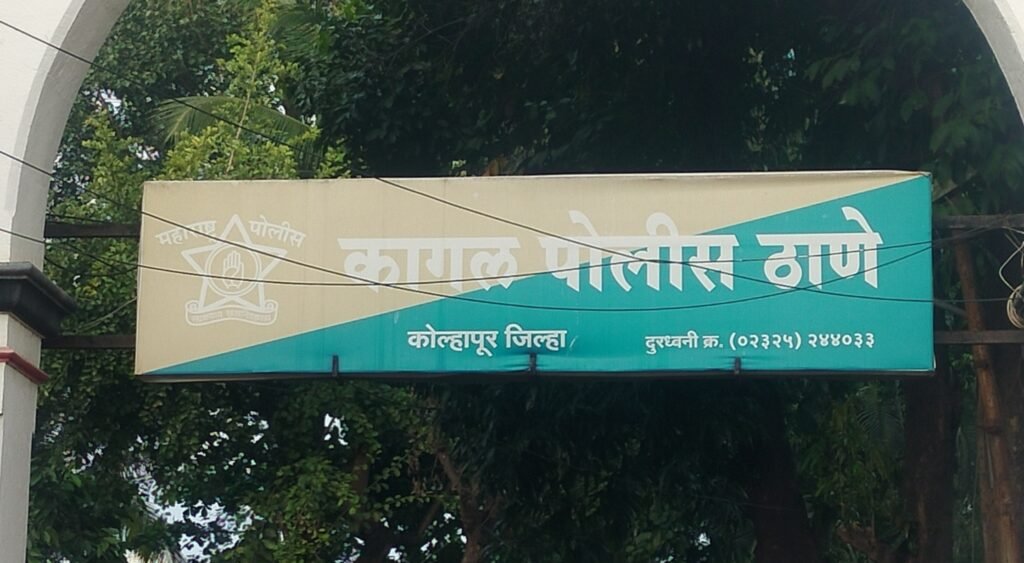 महाराष्ट्र पोलीस
कागल पोलीस ठाणे
कोल्हापूर जिल्हा
दुरध्वनी क्र. (०२३२५) २४४०३३